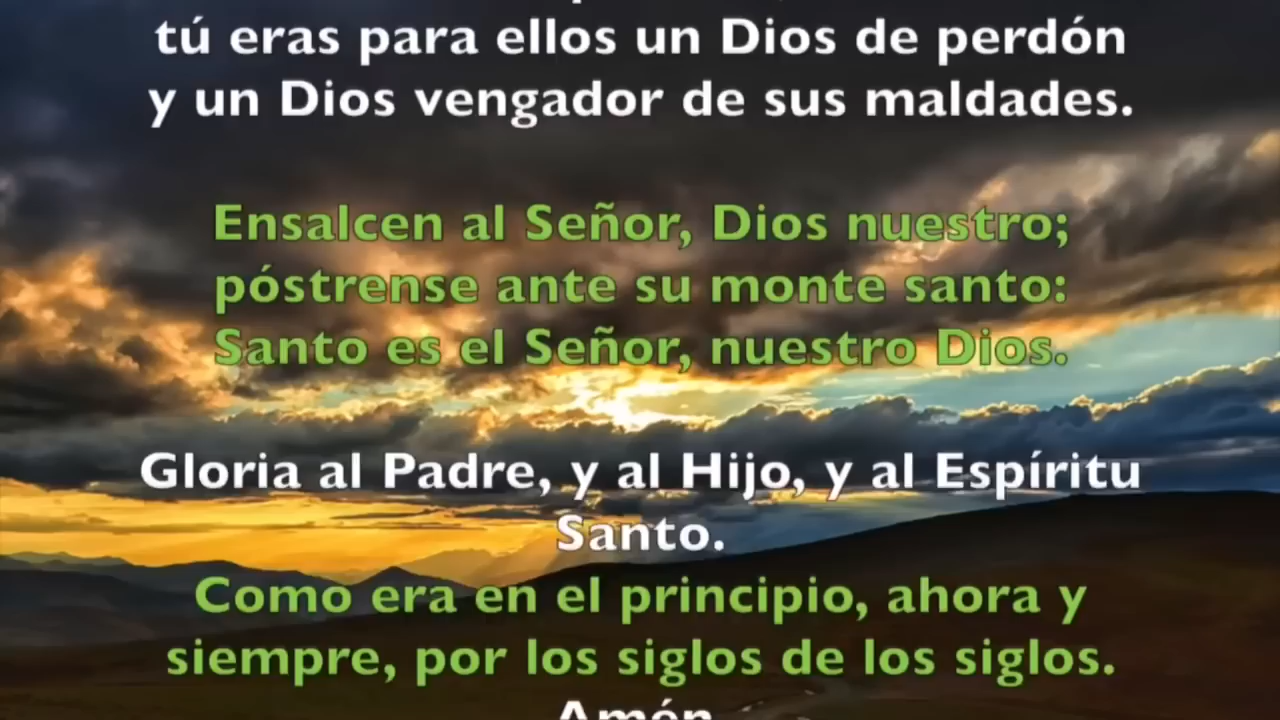 tú eras para ellos un Dios de perdón
y un Dios vengador de sus maldades.
Ensalcen al Señor, Dios nuestro;
póstrense ante su monte santo:
Santo es el Señor, nuestro Dios.
Gloria al Padre, y al Hijo, y al Espíritu
Santo.
Como era en el principio, ahora y
siempre, por los siglos de los siglos.
Amén